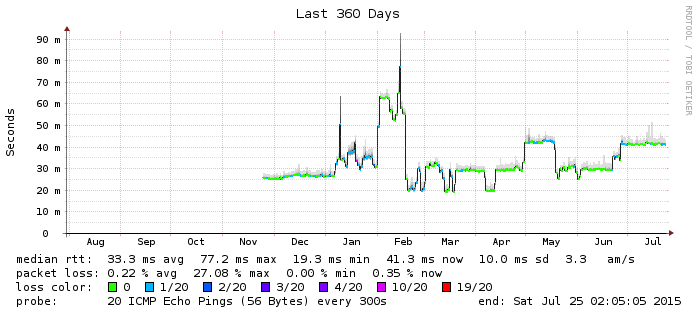 Last 360 Days
RRDTOOL / TOBI OETIKER
Seconds
90 m
80 m
70 m
60 m
50 m
40 m
30 m
20 m
10 m
0
Aug Sep Oct Nov Dec Jan Feb Mar Apr May Jun Jul
median rtt: 33.3 ms avg 77.2 ms max 19.3 ms min 41.3 ms now 10.0 ms sd 3.3 am/s
packet loss: 0.22 % avg 27.08 % max 0.00 % min 0.35 % now
loss color: 0 1/20 2/20 3/20 4/20 10/20 19/20
probe: 20 ICMP Echo Pings (56 Bytes) every 300s end: Sat Jul 25 02:05:05 2015